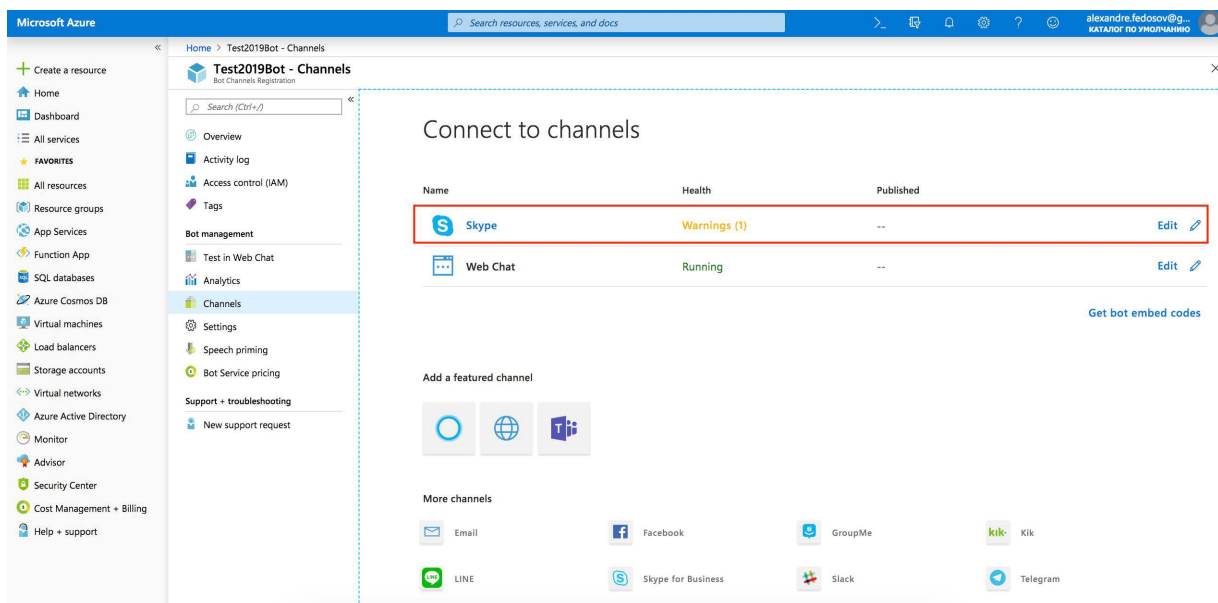 Microsoft Azure
Search resources, services, and docs
alexandre.fedosov@g...
КАТАЛОГ ПО УМОЛЧАНИЮ
Home > Test2019Bot - Channels
Test2019Bot - Channels
Bot Channels Registration
Create a resource
Home
Dashboard
All services
FAVORITES
All resources
Resource groups
App Services
Function App
SQL databases
Azure Cosmos DB
Virtual machines
Load balancers
Storage accounts
Virtual networks
Azure Active Directory
Monitor
Advisor
Security Center
Cost Management + Billing
Help + support
Search (Ctrl+/)
Overview
Activity log
Access control (IAM)
Tags
Bot management
Test in Web Chat
Analytics
Channels
Settings
Speech priming
Bot Service pricing
Support + troubleshooting
New support request
Connect to channels
Name Health Published
Skype Warnings (1) -- Edit
Web Chat Running -- Edit
Get bot embed codes
Add a featured channel
More channels
Email Facebook GroupMe kik· Kik
LINE LINE Skype for Business Slack Telegram